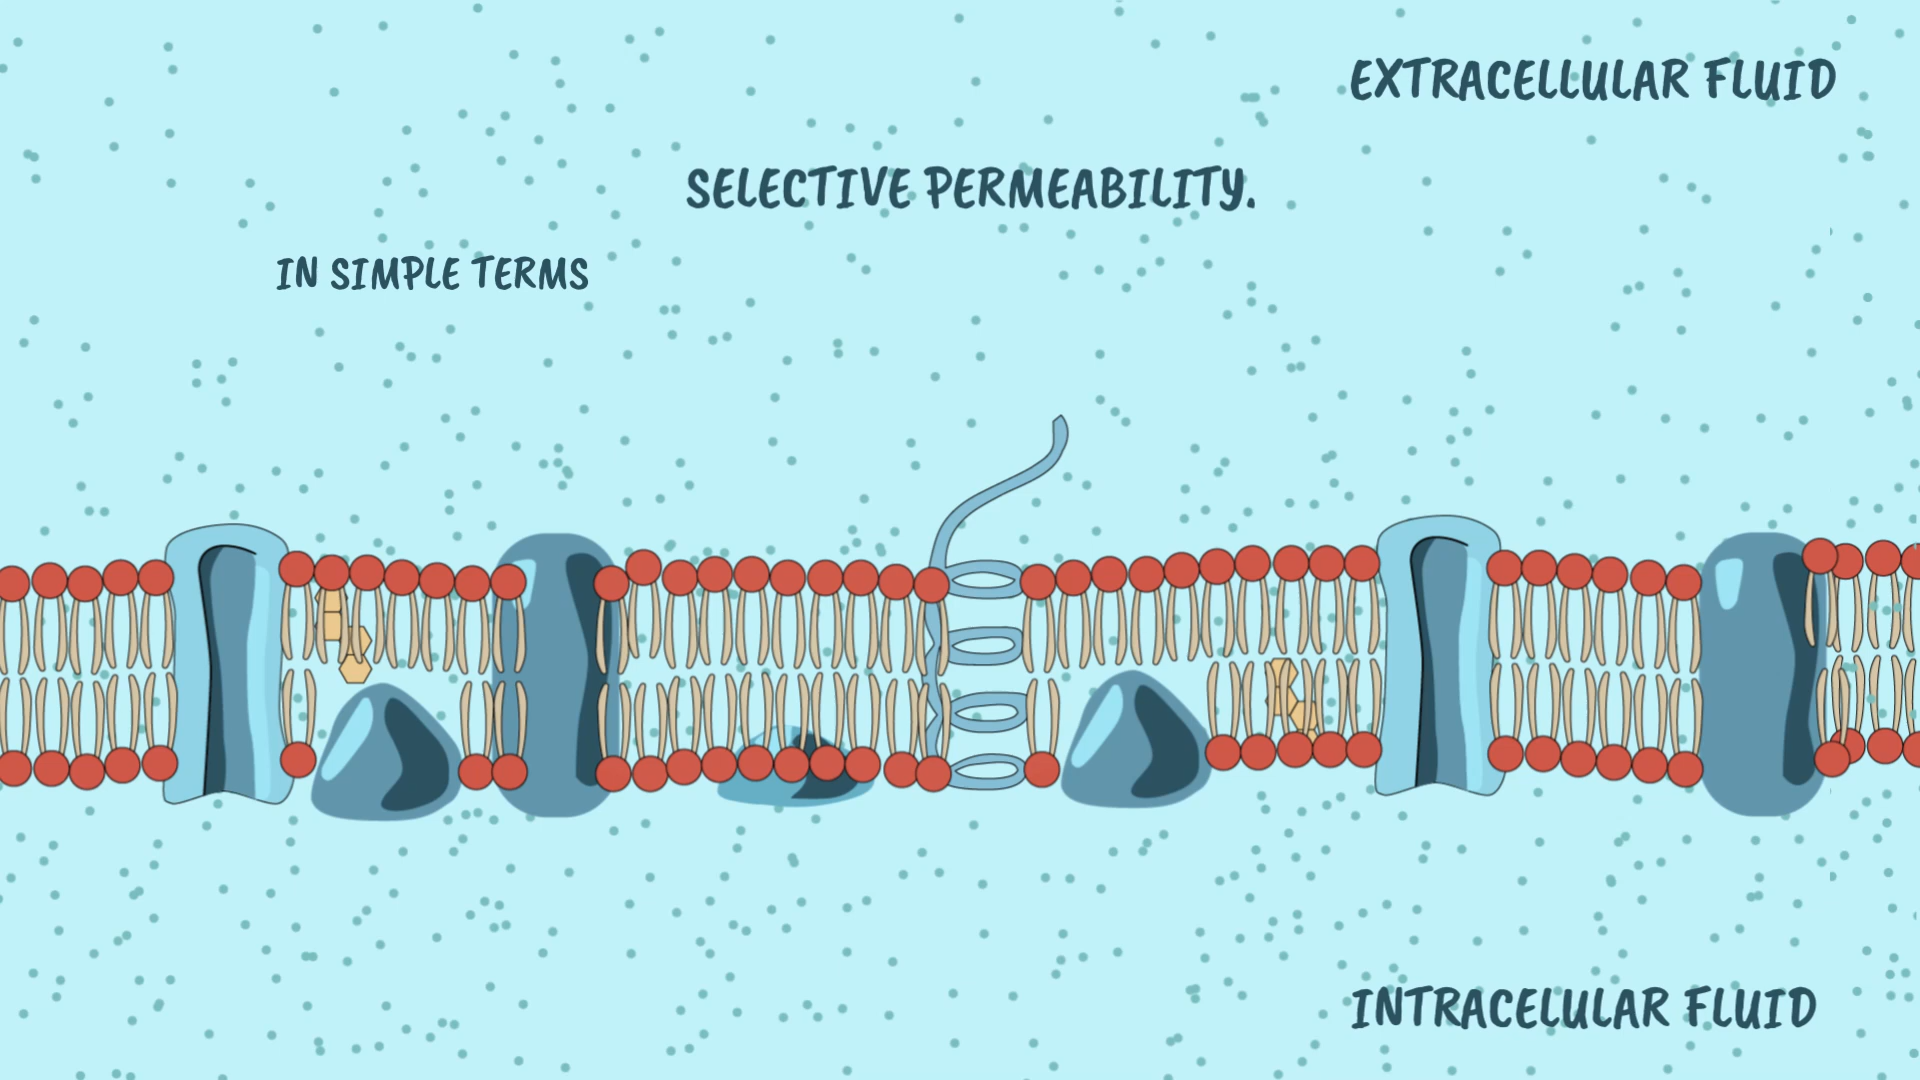 EXTRACELLULAR FLUID
SELECTIVE PERMEABILITY.
IN SIMPLE TERMS
INTRACELULAR FLUID